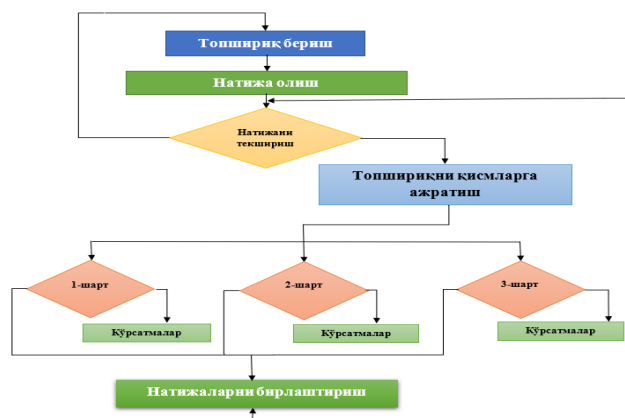 Топшириқ бериш
Натижа олиш
Натижани
текшириш
Топшириқни қисмларга
ажратиш
1-шарт
2-шарт
3-шарт
Кўрсатмалар
Кўрсатмалар
Кўрсатмалар
Натижаларни бирлаштириш